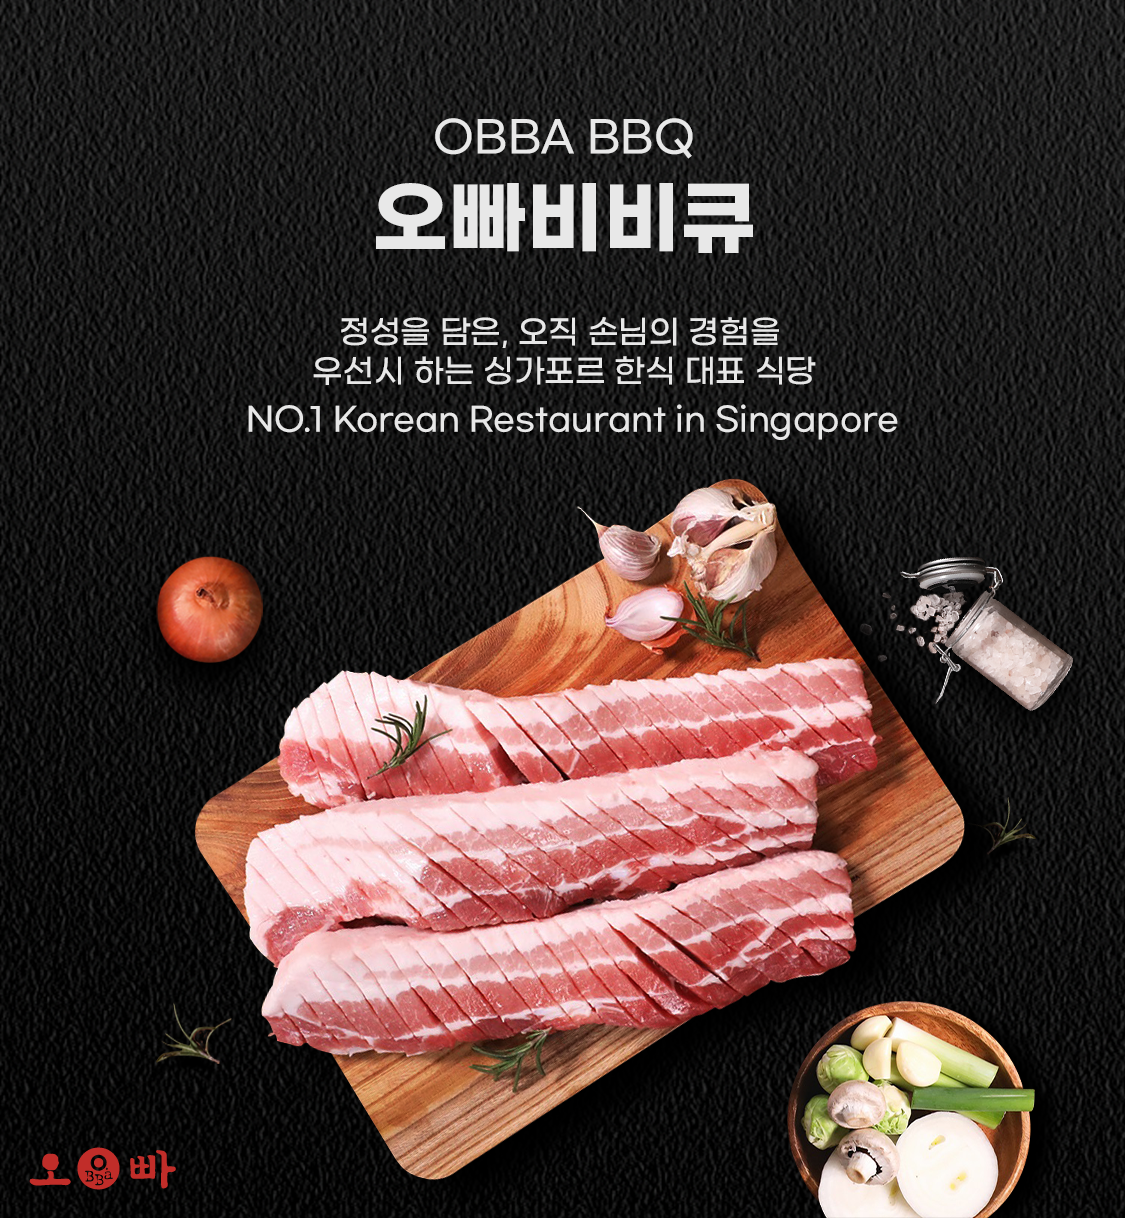 OBBA BBQ
오빠비비큐
정성을 담은, 오직 손님의 경험을
우선시 하는 싱가포르 한식 대표 식당
NO.1 Korean Restaurant in Singapore
오 OBBa 빠